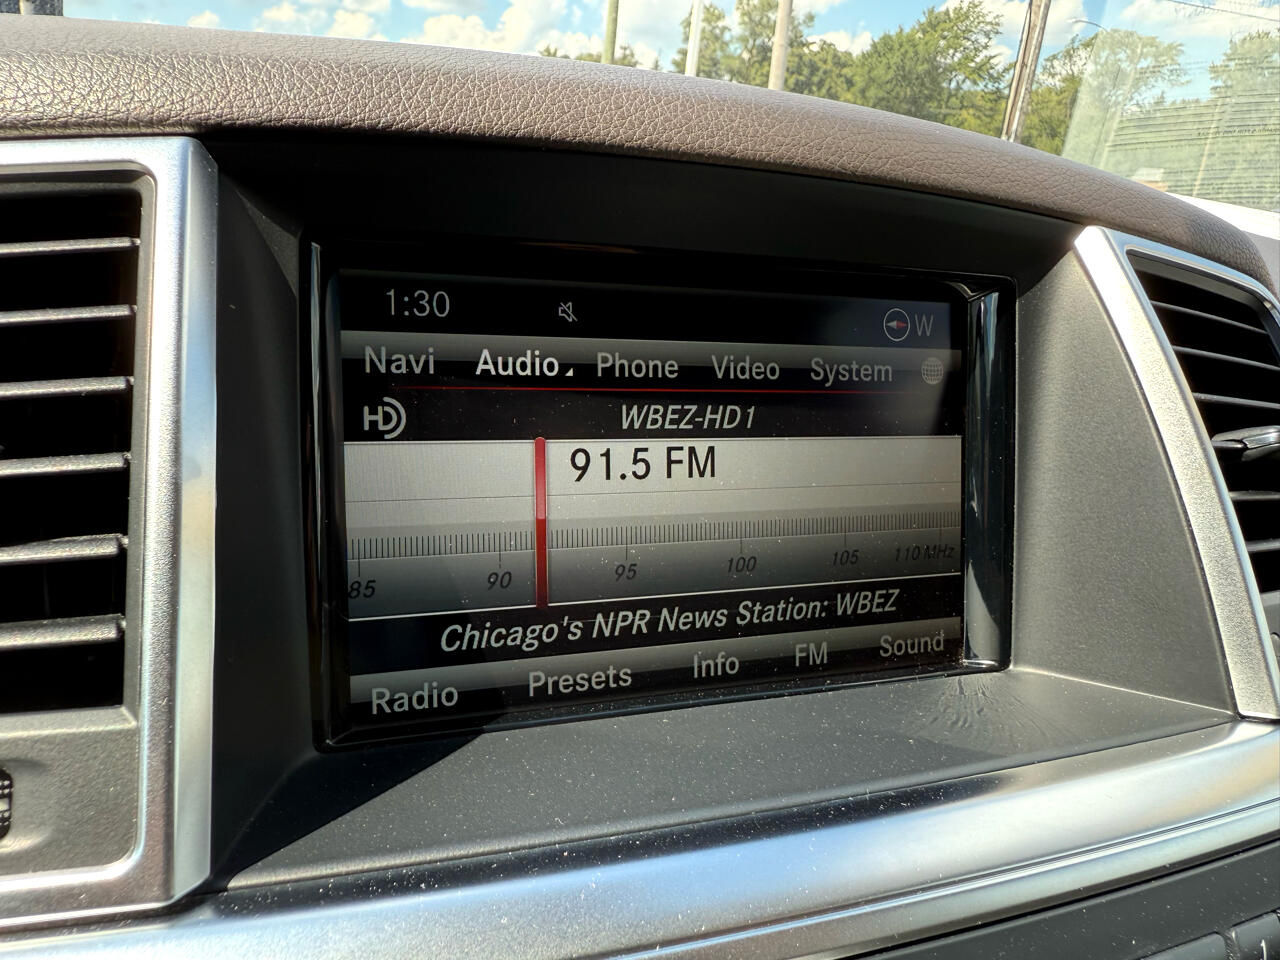 1:30 W
Navi Audio Phone Video System
HD WBEZ-HD1
91.5 FM
85 90 95 100 105 110 MHz
Chicago's NPR News Station: WBEZ
Radio Presets Info FM Sound
1